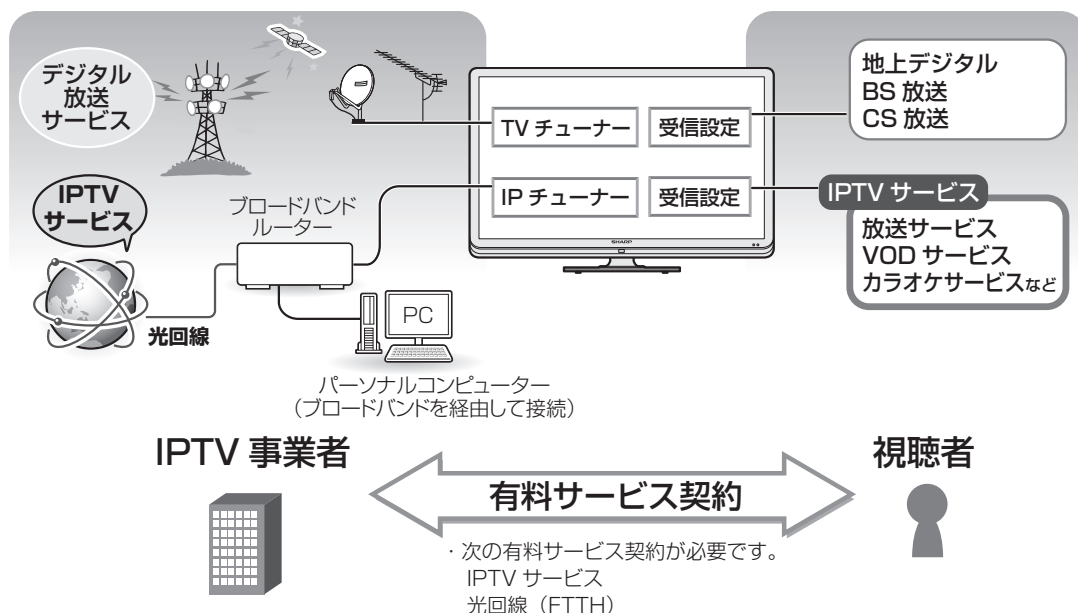 デジタル
放送
サービス
IPTV
サービス
ブロードバンド
ルーター
光回線
PC
パーソナルコンピューター
（ブロードバンドを経由して接続）
TV チューナー
受信設定
IP チューナー
受信設定
SHARP
地上デジタル
BS 放送
CS 放送
IPTV サービス
放送サービス
VOD サービス
カラオケサービスなど
IPTV 事業者
有料サービス契約
視聴者
・次の有料サービス契約が必要です。
IPTV サービス
光回線（FTTH）